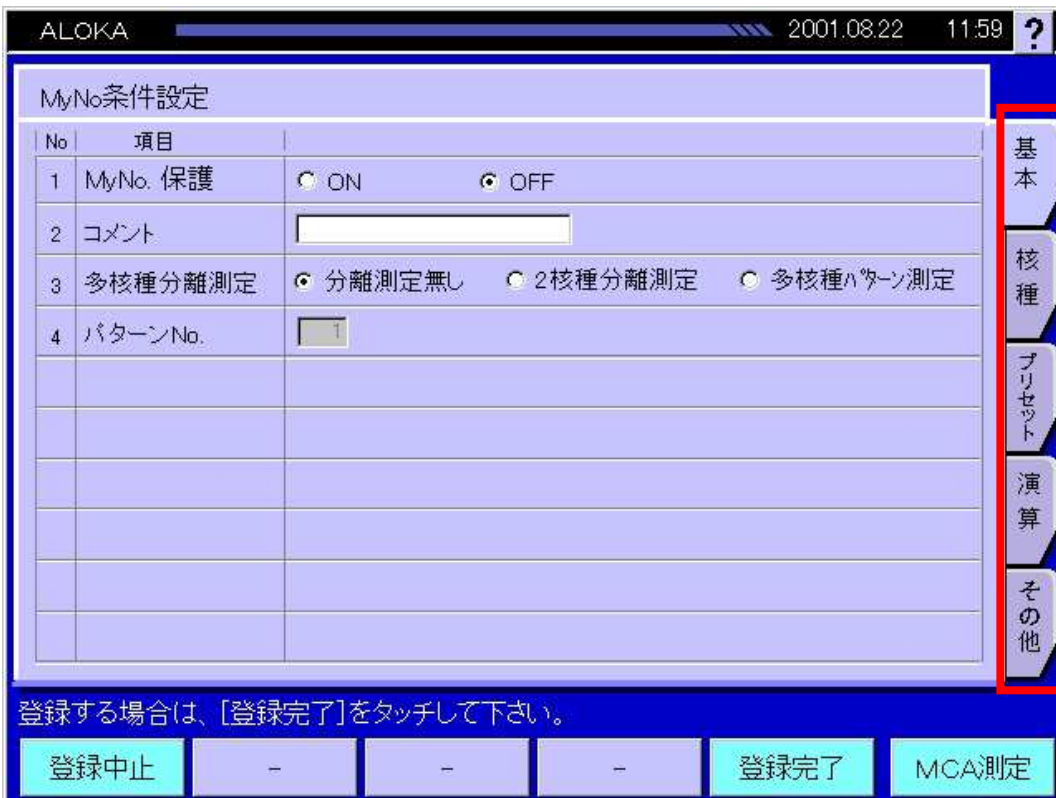 ALOKA 2001.08.22 11:59 ?
MyNo条件設定
No 項目
1 MyNo. 保護 ON OFF
2 コメント
3 多核種分離測定 分離測定無し 2核種分離測定 多核種パターン測定
4 パターンNo. 1
基本
核種
プリセット
演算
その他
登録する場合は、[登録完了]をタッチして下さい。
登録中止 - - - 登録完了 MCA測定